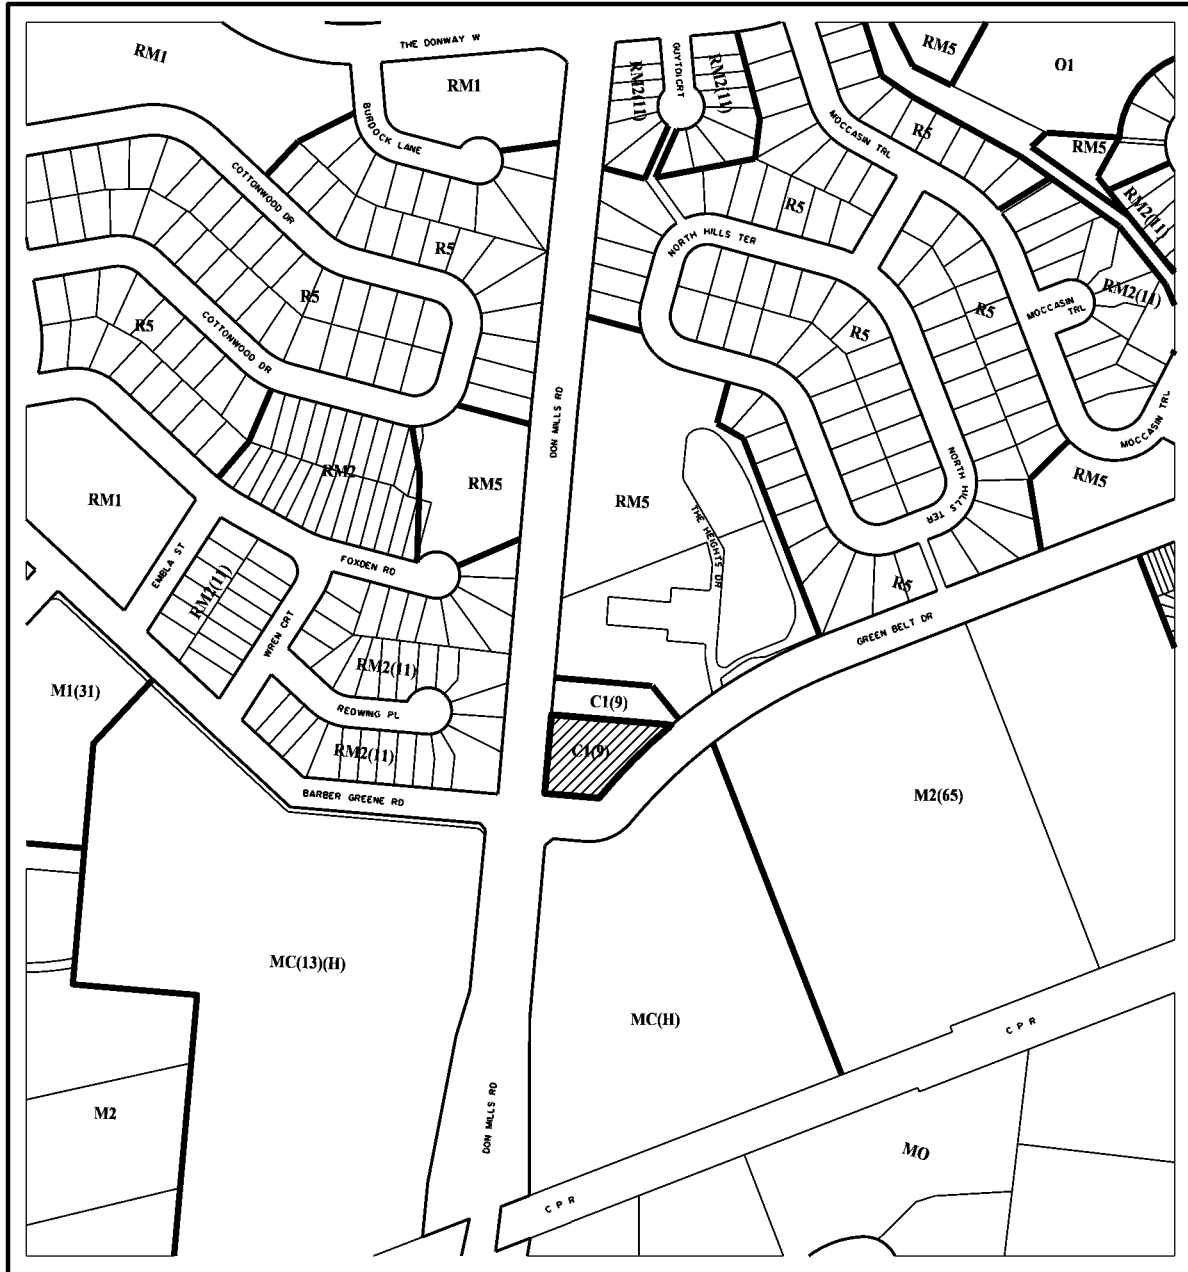 THE DONWAY W
RM1
RM1
BURDOCK LANE
RM2(11)
GUYTOI CRT
RM2(11)
RM5
O1
MOCCASIN TRL
R5
RM5
RM2(11)
COTTONWOOD DR
R5
R5
R5
NORTH HILLS TER
R5
R5
R5
MOCCASIN
TRL
RM2(11)
COTTONWOOD DR
DON MILLS RD
MOCCASIN TRL
RM2
RM5
RM5
RM5
RM1
NORTH HILLS TER
THE HEIGHTS DR
EMBLA ST
FOXDEN RD
RM2(11)
WREN CRT
R5
GREEN BELT DR
RM2(11)
M1(31)
C1(9)
REDWING PL
RM2(11)
C1(9)
BARBER GREENE RD
M2(65)
MC(13)(H)
MC(H)
C P R
DON MILLS RD
M2
MO
C P R